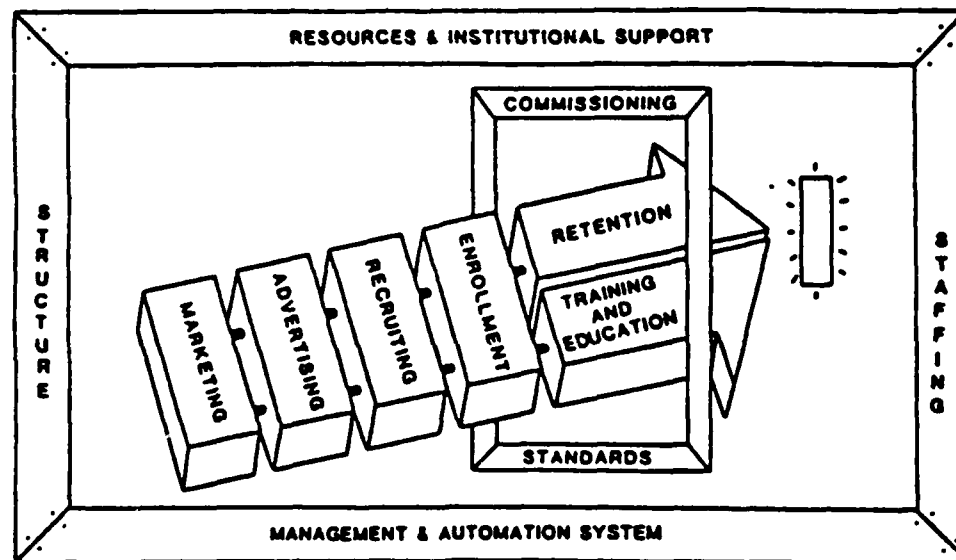 RESOURCES & INSTITUTIONAL SUPPORT
COMMISSIONING
STRUCTURE
STAFFING
MARKETING
ADVERTISING
RECRUITING
ENROLLMENT
RETENTION
TRAINING
AND
EDUCATION
STANDARDS
MANAGEMENT & AUTOMATION SYSTEM